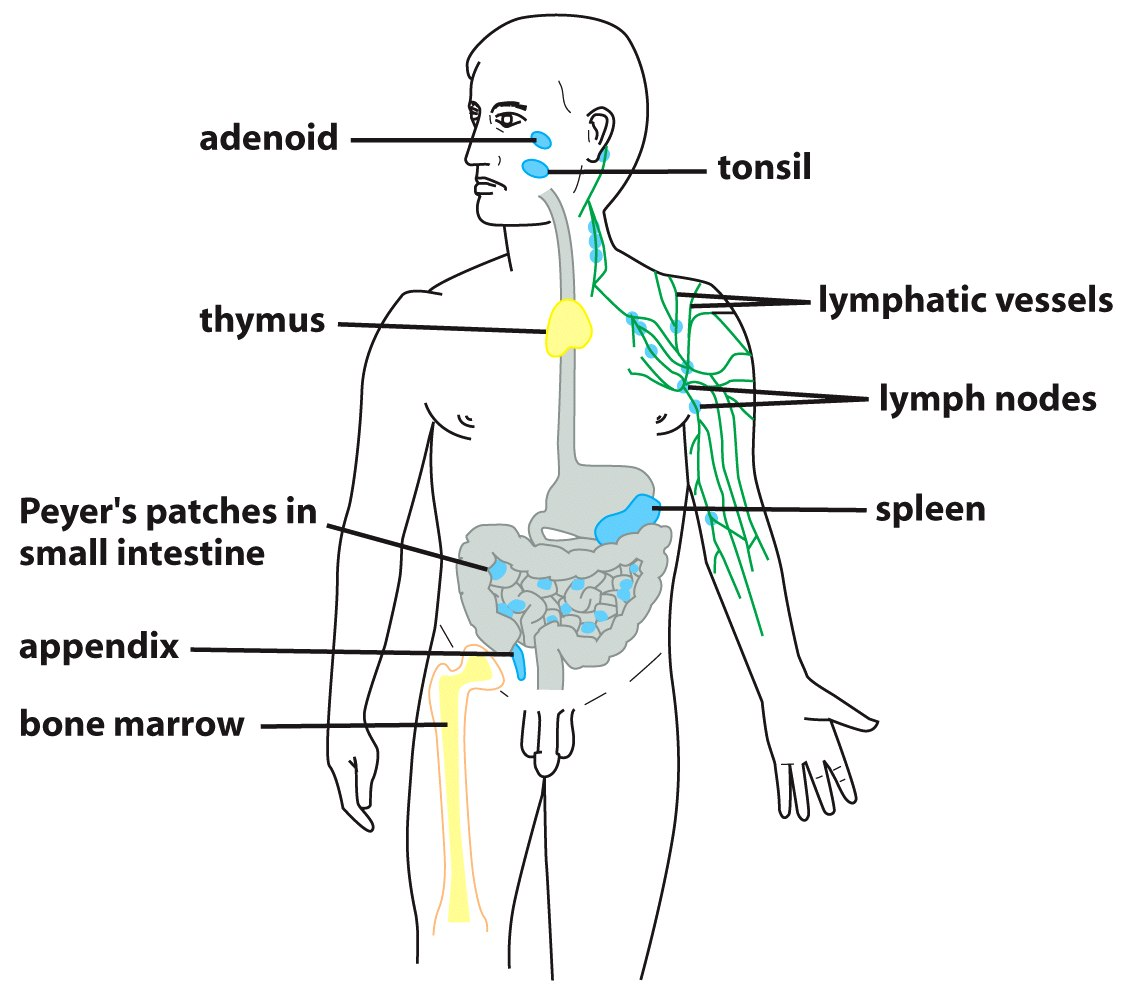 adenoid
tonsil
thymus
lymphatic vessels
lymph nodes
Peyer's patches in
small intestine
spleen
appendix
bone marrow